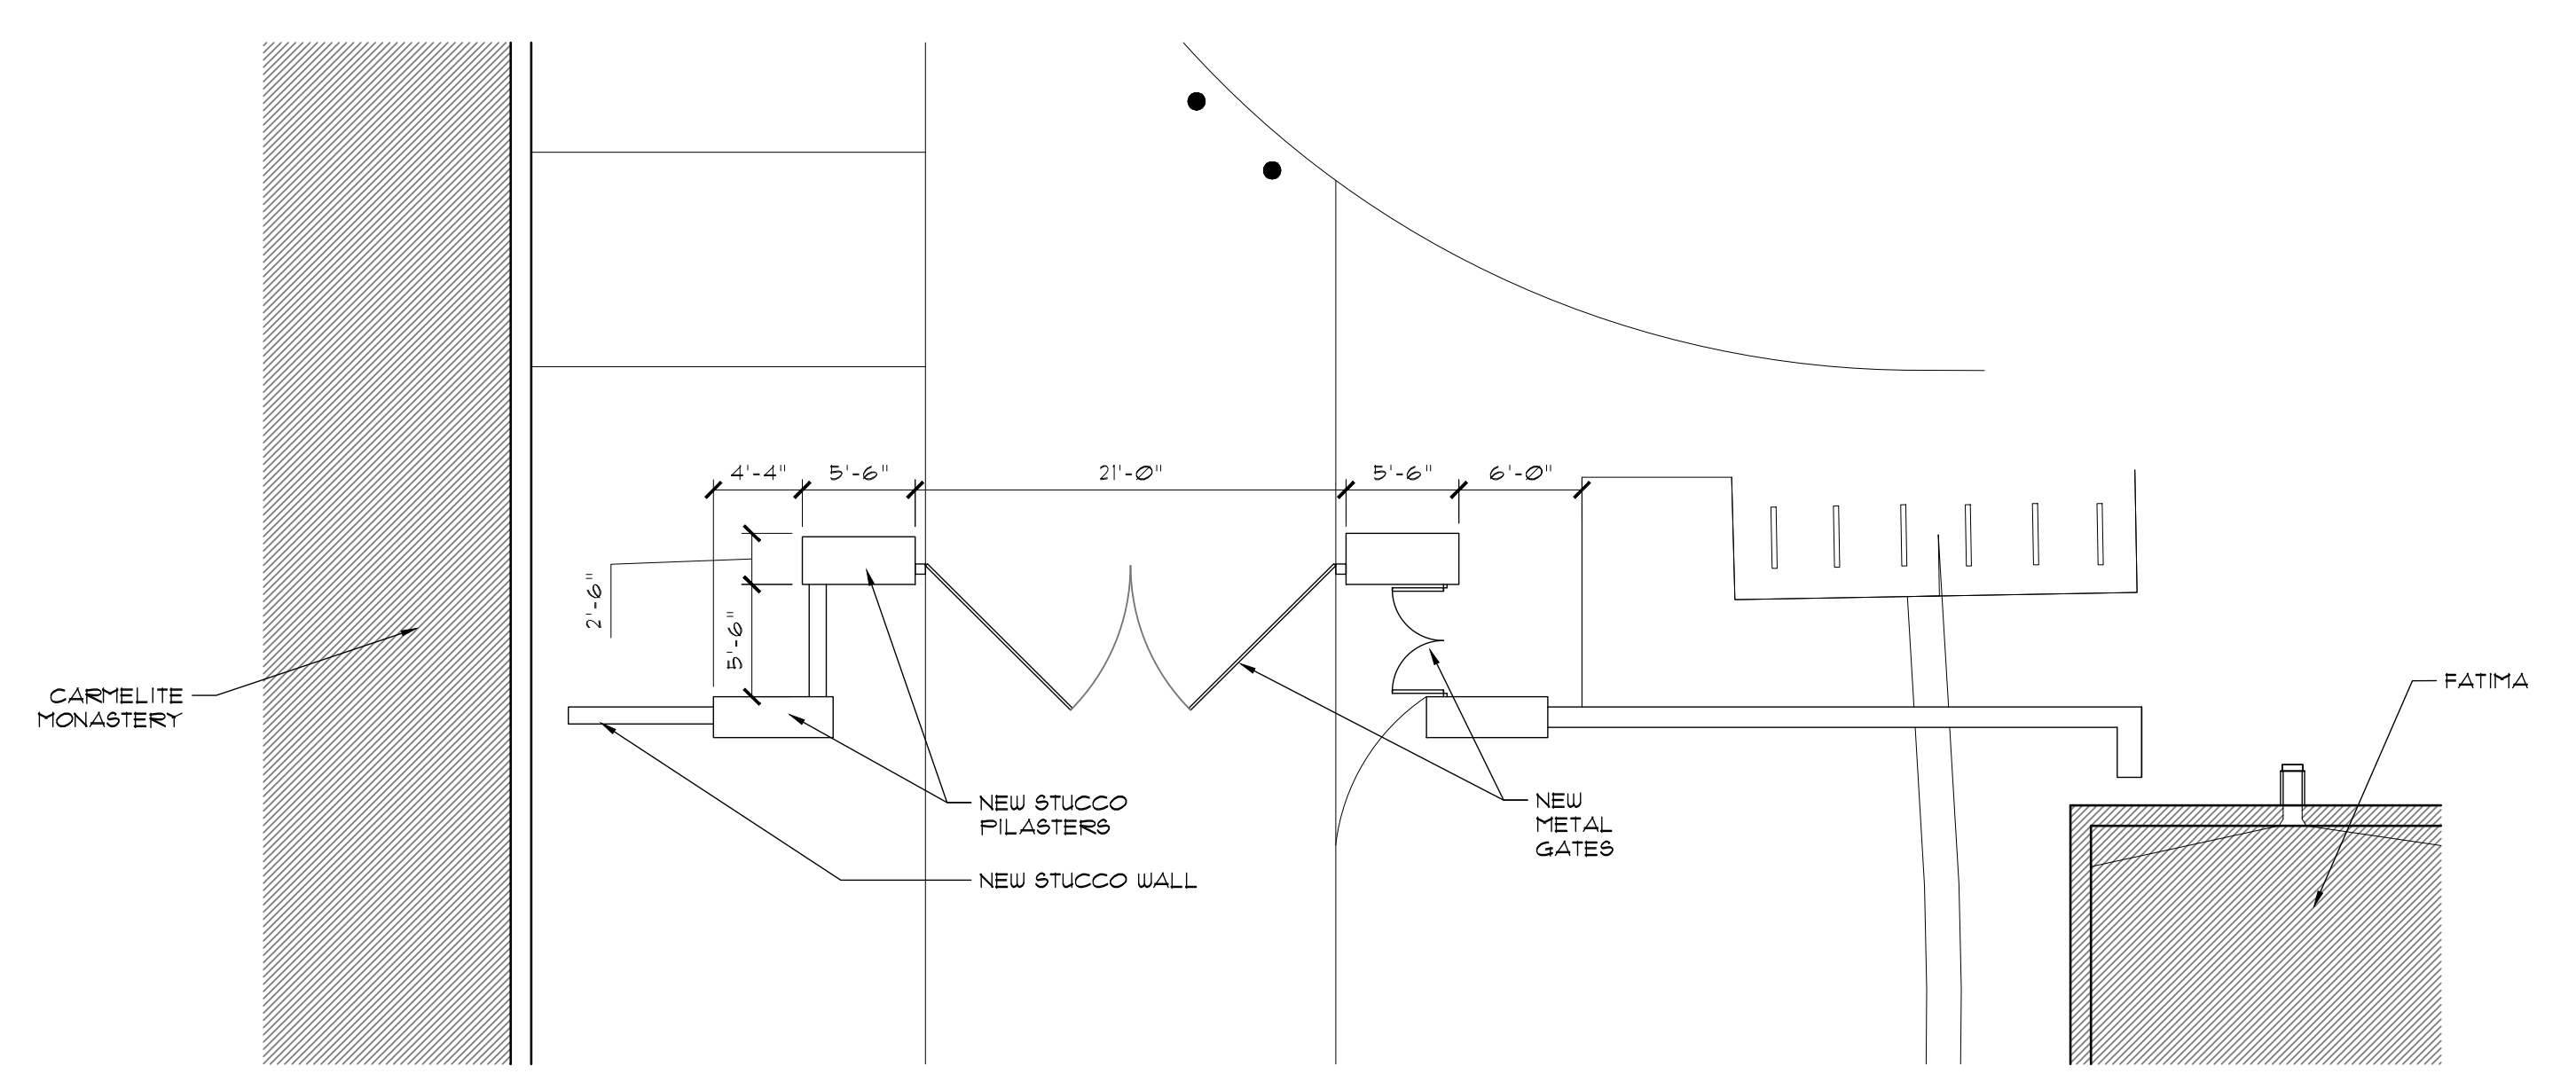 4'-4" 5'-6" 21'-0" 5'-6" 6'-0"
2'-6"
5'-6"
CARMELITE
MONASTERY
FATIMA
NEW STUCCO
PILASTERS
NEW
METAL
GATES
NEW STUCCO WALL